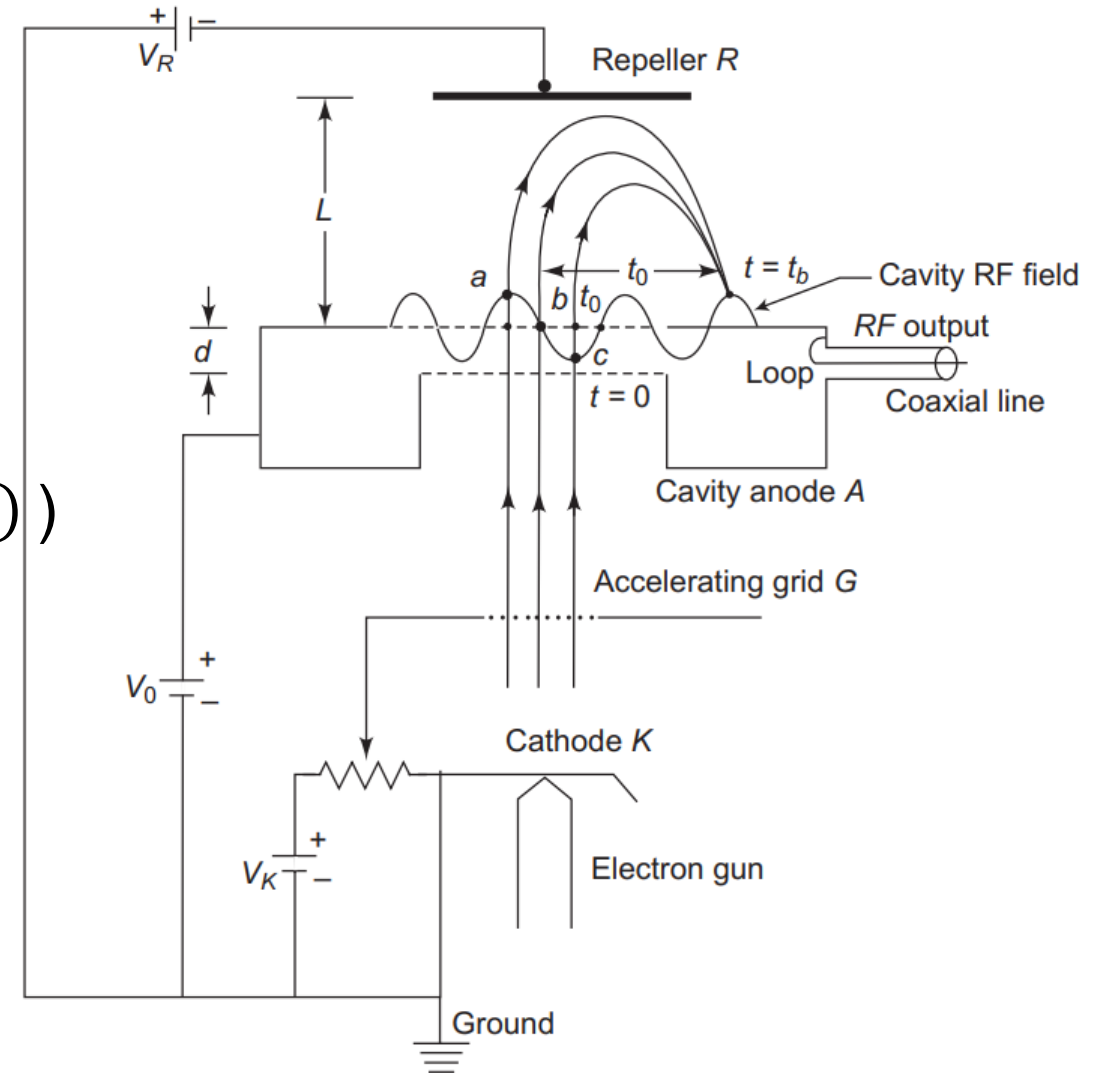 + −
V_R
Repeller R
L
a
b
t_0
t_0
t = t_b
Cavity RF field
RF output
d
c
Loop
t = 0
Coaxial line
Cavity anode A
))
Accelerating grid G
+
V_0
−
Cathode K
+
V_K
−
Electron gun
Ground